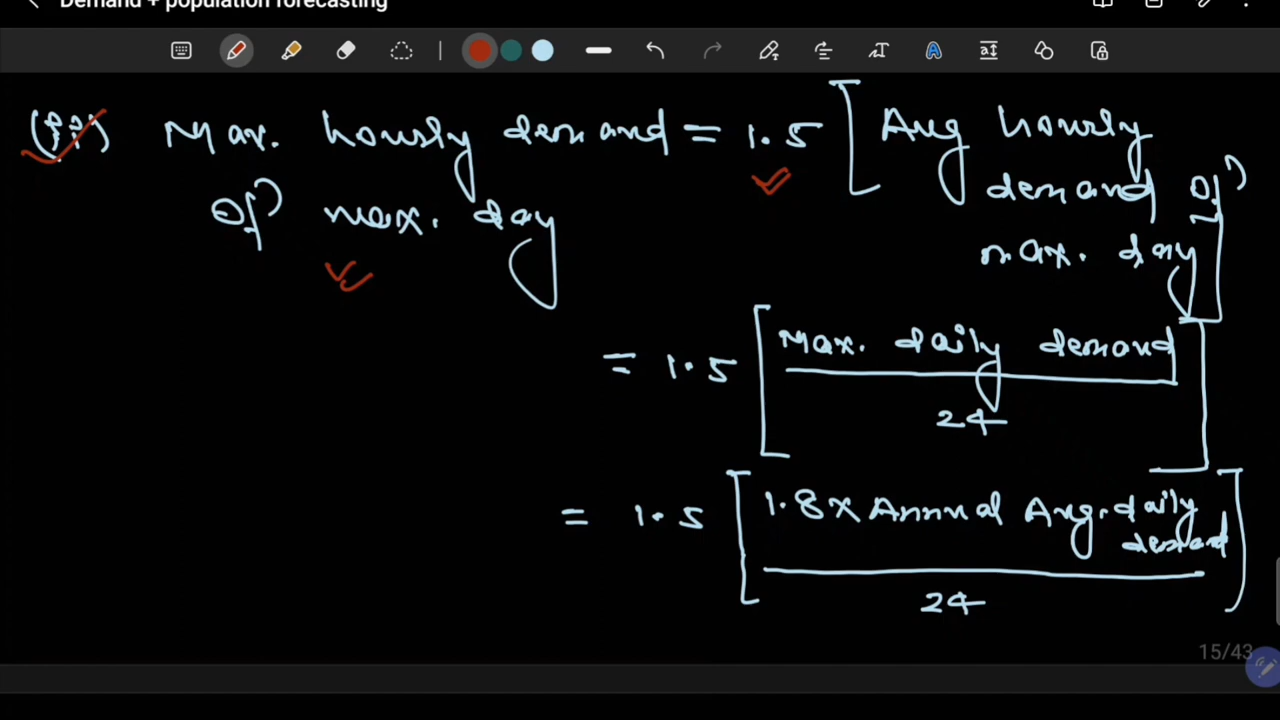 Demand + population forecasting
(ii) Max. hourly demand = 1.5 [Avg hourly
of max. day demand of
max. day]
= 1.5 [Max. daily demand
24]
= 1.5 [1.8 x Annual Avg. daily
demand
24]
15/43